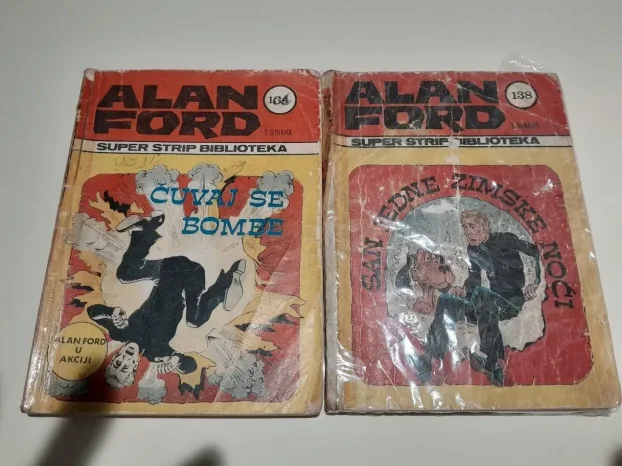 ALAN
FORD
SUPER STRIP BIBLIOTEKA
ČUVAJ SE
BOMBE
ALAN FORD
U
AKCIJI
ALAN
FORD
138
SUPER STRIP BIBLIOTEKA
SAN JEDNE ZIMSKE NOĆI